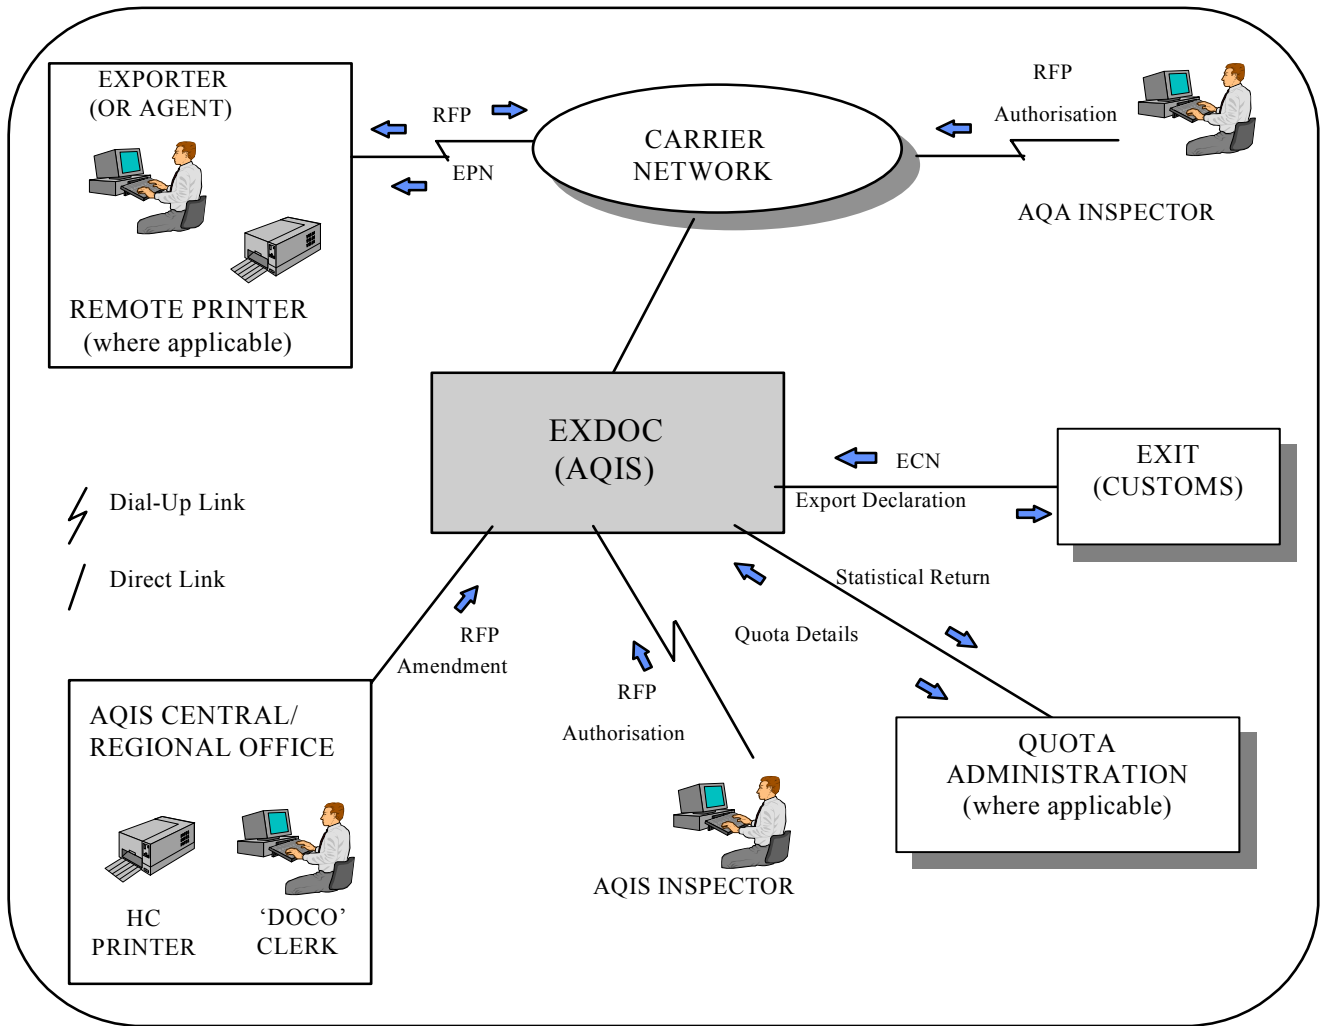 EXPORTER
(OR AGENT)
REMOTE PRINTER
(where applicable)
RFP
EPN
CARRIER
NETWORK
RFP
Authorisation
AQA INSPECTOR
EXDOC
(AQIS)
ECN
Export Declaration
EXIT
(CUSTOMS)
Dial-Up Link
Direct Link
RFP
Amendment
RFP
Authorisation
Quota Details
Statistical Return
AQIS CENTRAL/
REGIONAL OFFICE
HC
PRINTER
‘DOCO’
CLERK
AQIS INSPECTOR
QUOTA
ADMINISTRATION
(where applicable)